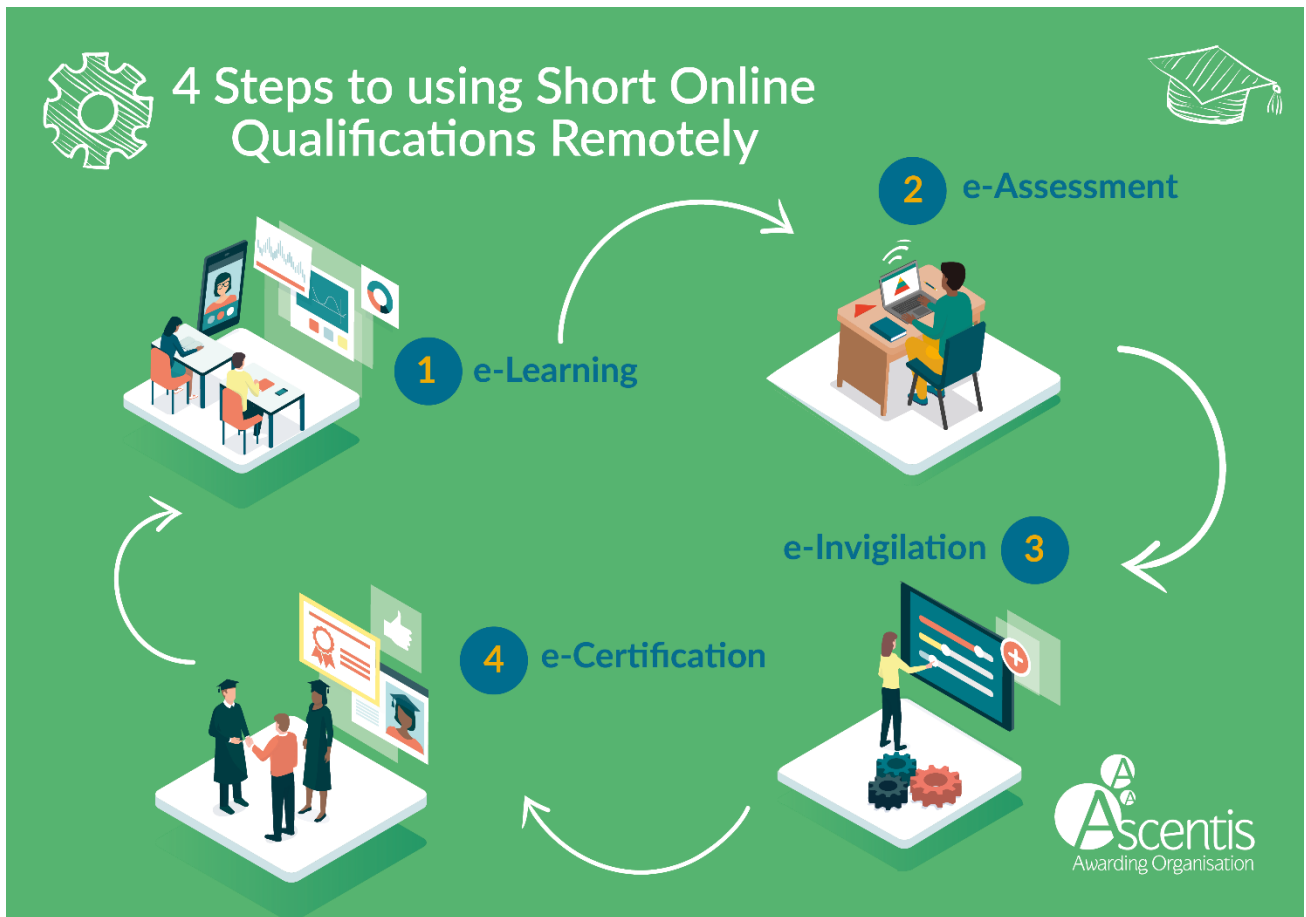 4 Steps to using Short Online
Qualifications Remotely
1 e-Learning
2 e-Assessment
e-Invigilation 3
4 e-Certification
A
A
Ascentis
Awarding Organisation